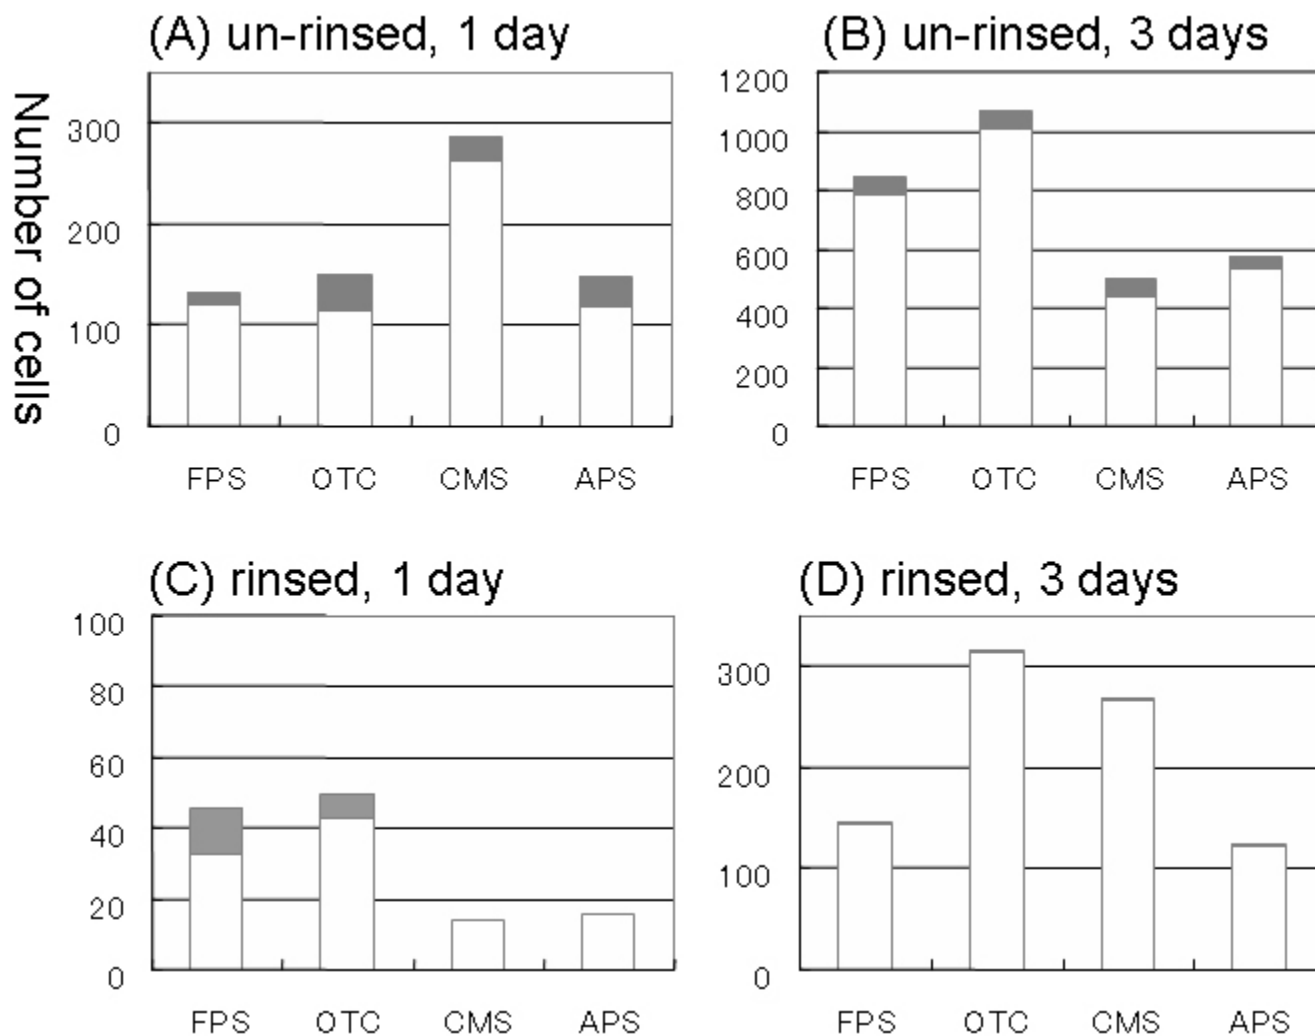 (A) un-rinsed, 1 day
Number of cells
300
200
100
0
FPS OTC CMS APS
(B) un-rinsed, 3 days
1200
1000
800
600
400
200
0
FPS OTC CMS APS
(C) rinsed, 1 day
100
80
60
40
20
0
FPS OTC CMS APS
(D) rinsed, 3 days
300
200
100
0
FPS OTC CMS APS